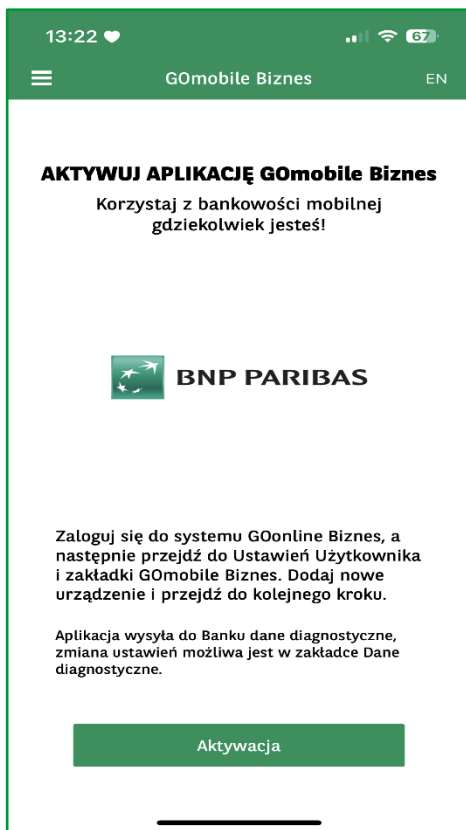 13:22
67
GOmobile Biznes
EN
AKTYWUJ APLIKACJĘ GOmobile Biznes
Korzystaj z bankowości mobilnej
gdziekolwiek jesteś!
BNP PARIBAS
Zaloguj się do systemu GOonline Biznes, a
następnie przejdź do Ustawień Użytkownika
i zakładki GOmobile Biznes. Dodaj nowe
urządzenie i przejdź do kolejnego kroku.
Aplikacja wysyła do Banku dane diagnostyczne,
zmiana ustawień możliwa jest w zakładce Dane
diagnostyczne.
Aktywacja